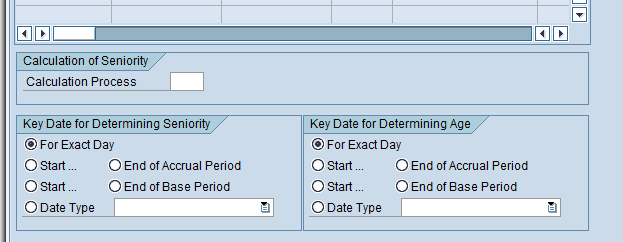 Calculation of Seniority
Calculation Process
Key Date for Determining Seniority
For Exact Day
Start ... End of Accrual Period
Start ... End of Base Period
Date Type
Key Date for Determining Age
For Exact Day
Start ... End of Accrual Period
Start ... End of Base Period
Date Type